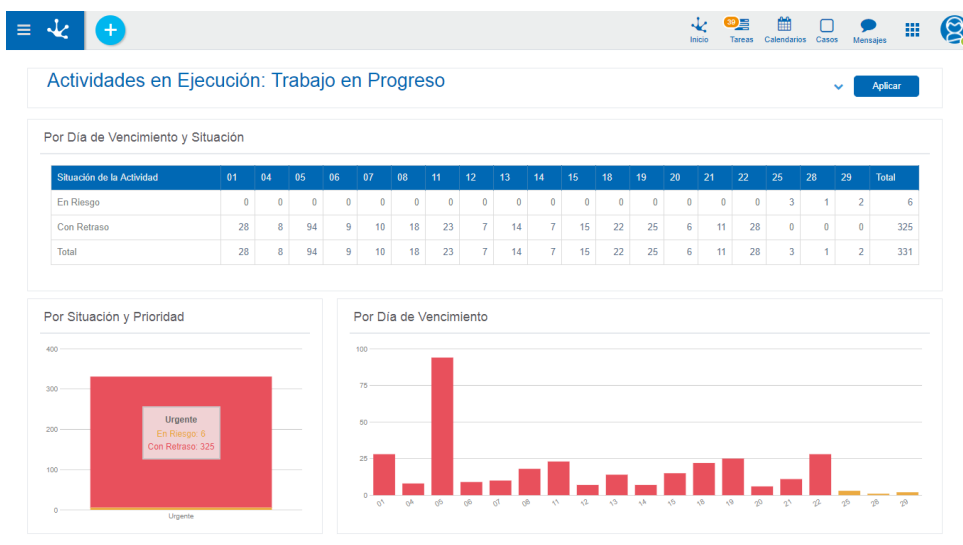 39
Inicio Tareas Calendarios Casos Mensajes
Actividades en Ejecución: Trabajo en Progreso
Aplicar
Por Día de Vencimiento y Situación
Situación de la Actividad 01 04 05 06 07 08 11 12 13 14 15 18 19 20 21 22 25 28 29 Total
En Riesgo 0 0 0 0 0 0 0 0 0 0 0 0 0 0 0 0 3 1 2 6
Con Retraso 28 8 94 9 10 18 23 7 14 7 15 22 25 6 11 28 0 0 0 325
Total 28 8 94 9 10 18 23 7 14 7 15 22 25 6 11 28 3 1 2 331
Por Situación y Prioridad
400
300
200
100
0
Urgente
En Riesgo: 6
Con Retraso: 325
Urgente
Por Día de Vencimiento
100
75
50
25
0
01 04 05 06 07 08 11 12 13 14 15 18 19 20 21 22 25 28 29